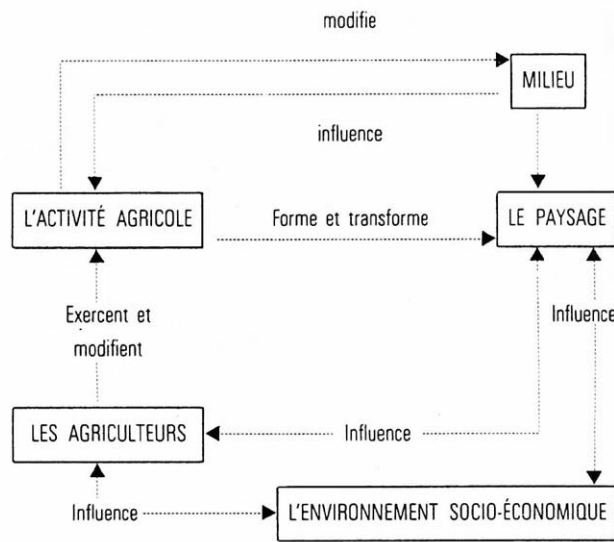 modifie
MILIEU
influence
L'ACTIVITÉ AGRICOLE
Forme et transforme
LE PAYSAGE
Exercent et
modifient
Influence
LES AGRICULTEURS
Influence
Influence
L'ENVIRONNEMENT SOCIO-ÉCONOMIQUE